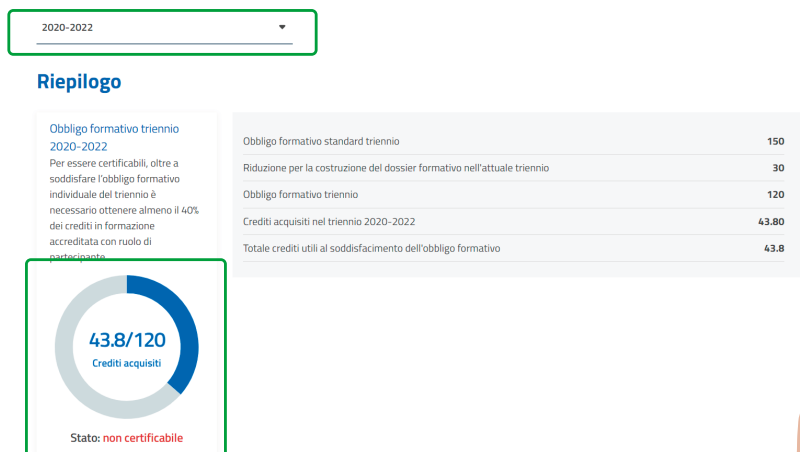 2020-2022
Riepilogo
Obbligo formativo triennio
2020-2022
Per essere certificabili, oltre a
soddisfare l'obbligo formativo
individuale del triennio è
necessario ottenere almeno il 40%
dei crediti in formazione
accreditata con ruolo di
partecipante
43.8/120
Crediti acquisiti
Stato: non certificabile
Obbligo formativo standard triennio 150
Riduzione per la costruzione del dossier formativo nell'attuale triennio 30
Obbligo formativo triennio 120
Crediti acquisiti nel triennio 2020-2022 43.80
Totale crediti utili al soddisfacimento dell'obbligo formativo 43.8